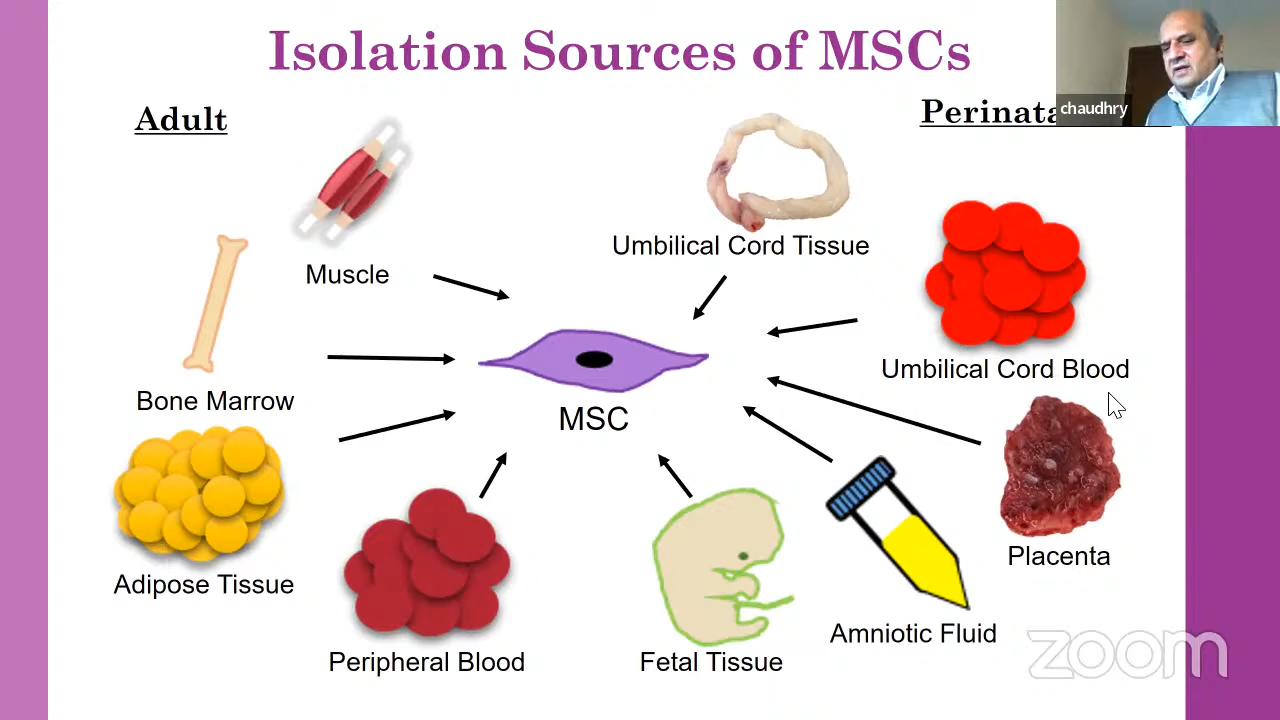 Isolation Sources of MSCs
Adult
chaudhry
Muscle
Umbilical Cord Tissue
Bone Marrow
Umbilical Cord Blood
MSC
Adipose Tissue
Placenta
Peripheral Blood
Fetal Tissue
Amniotic Fluid
zoom